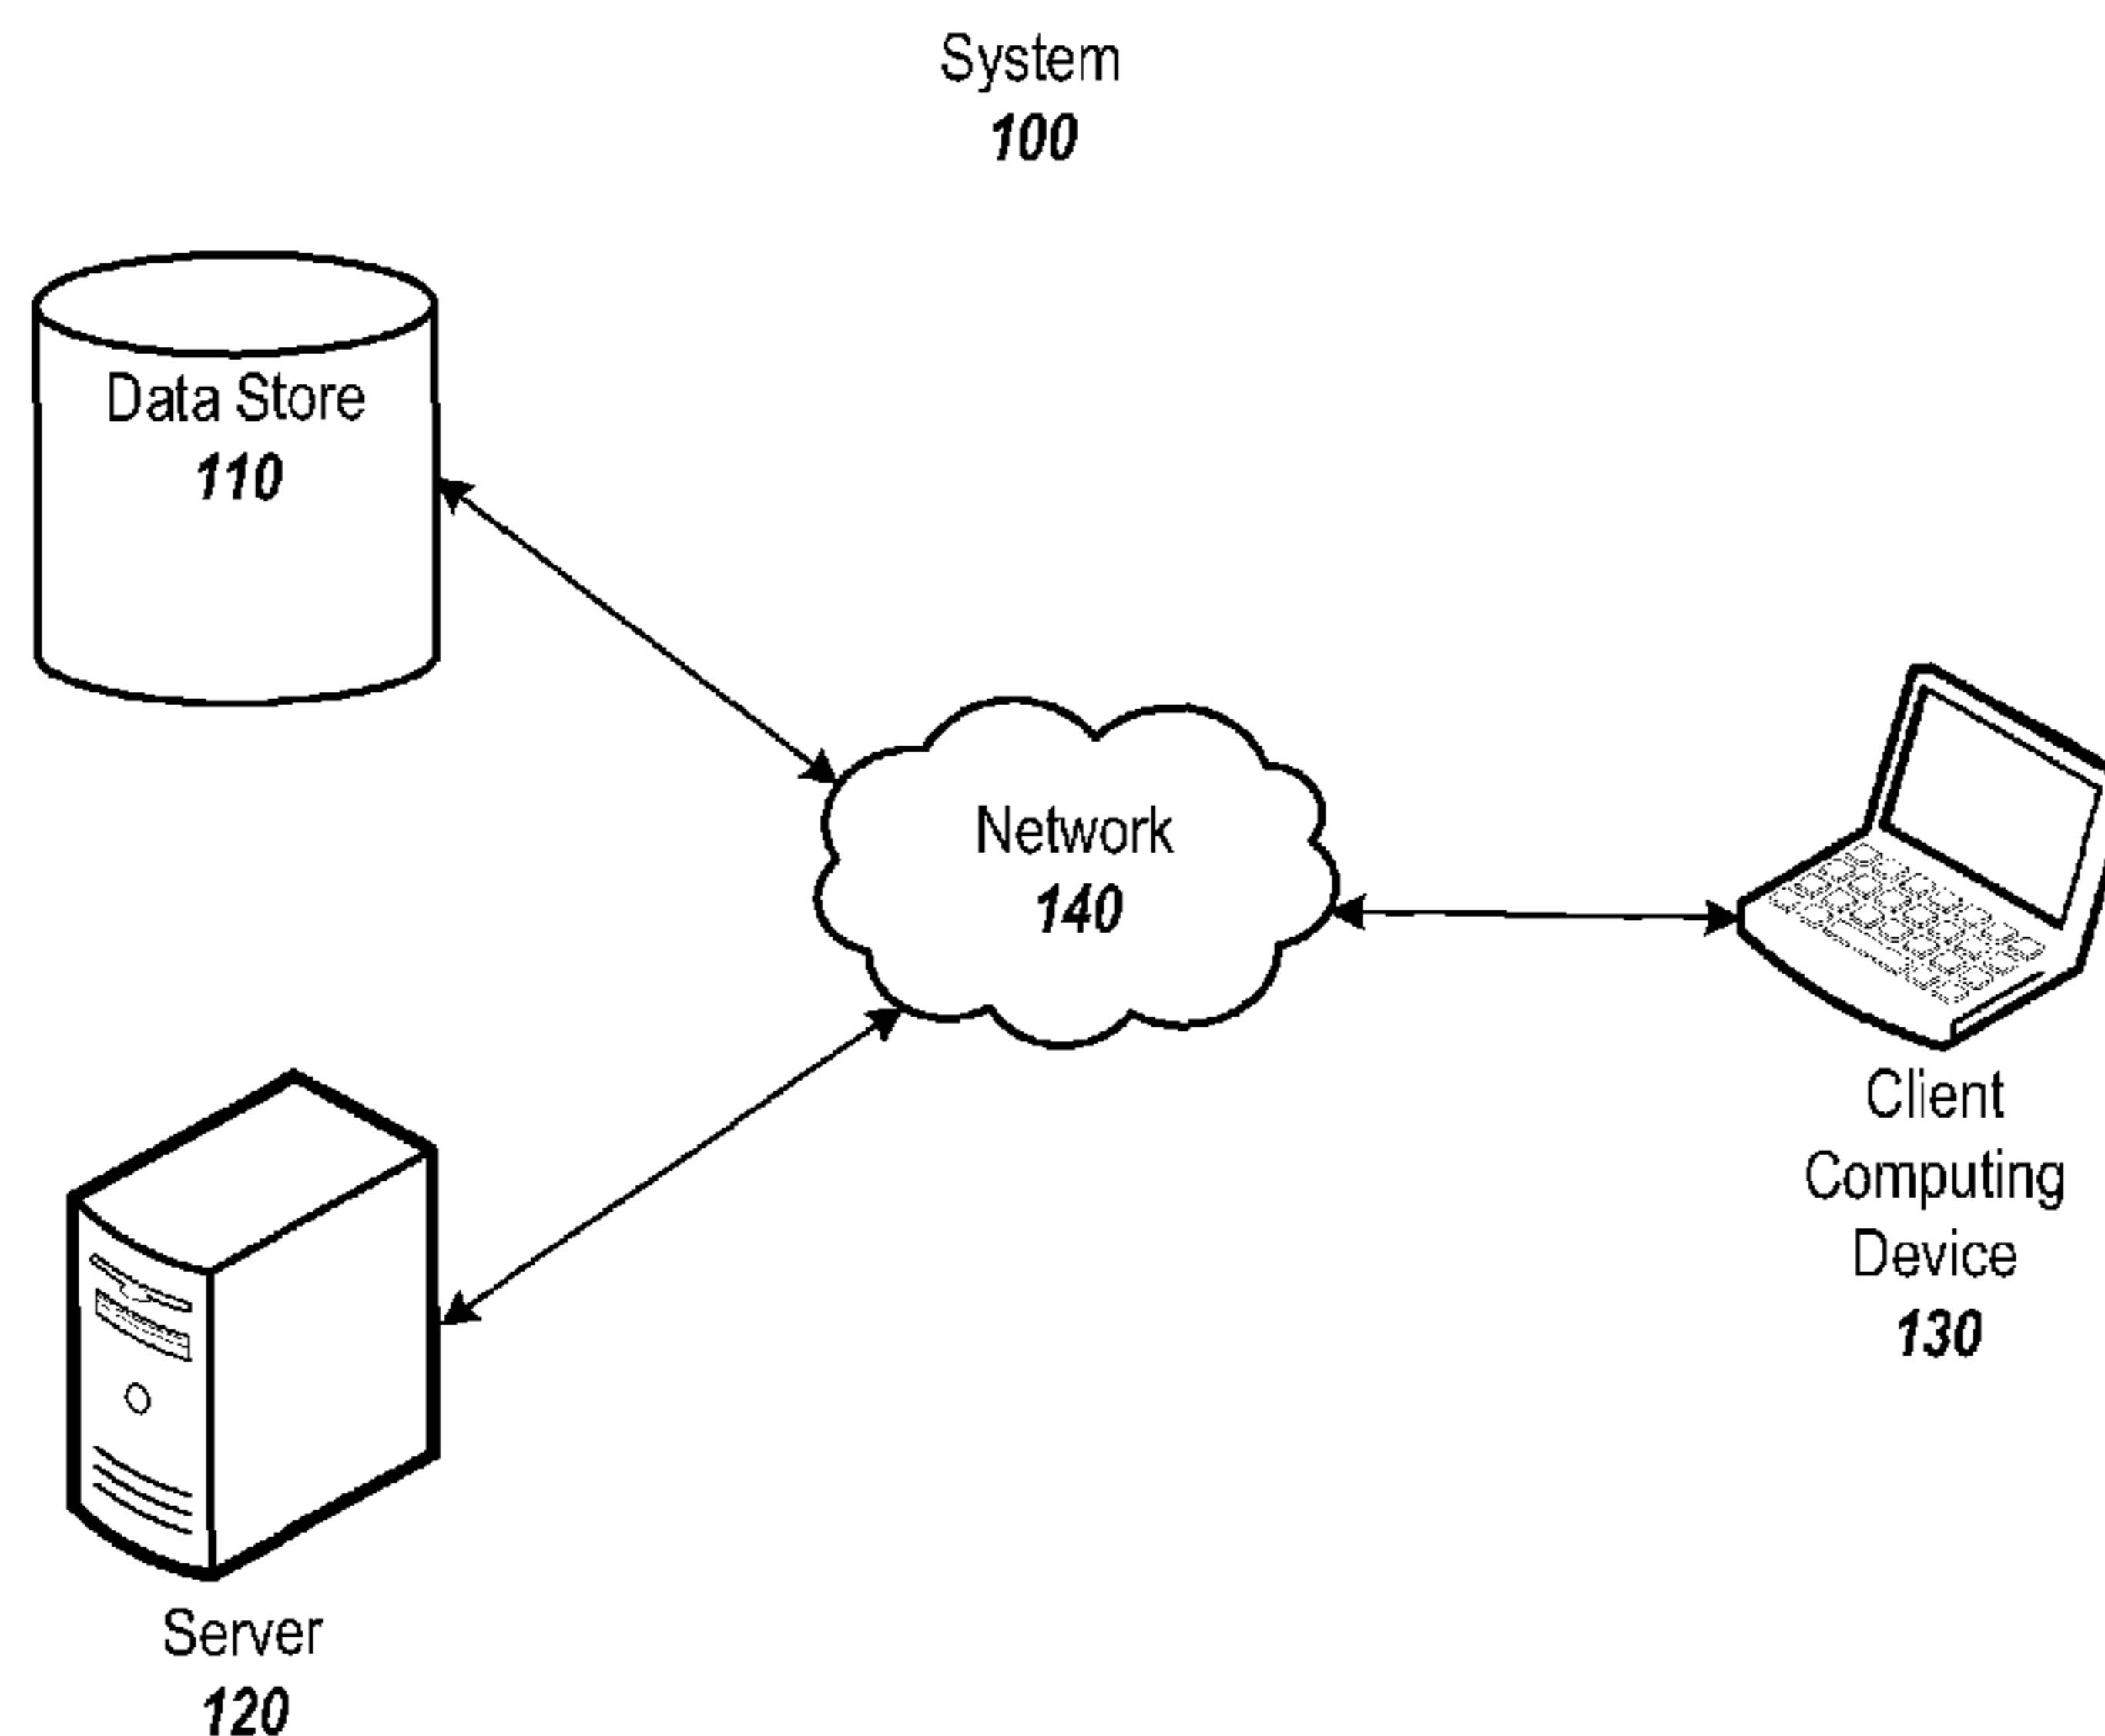 System
100
Data Store
110
Network
140
Client
Computing
Device
130
Server
120